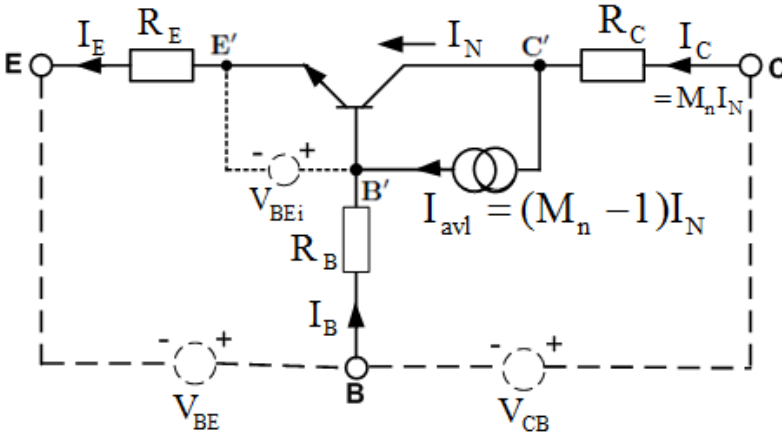 I_E R_E E′ I_N C′ R_C I_C
E C
= M_n I_N
- +
V_BEi B′ I_avl = (M_n − 1)I_N
R_B
I_B
- + - +
B
V_BE V_CB